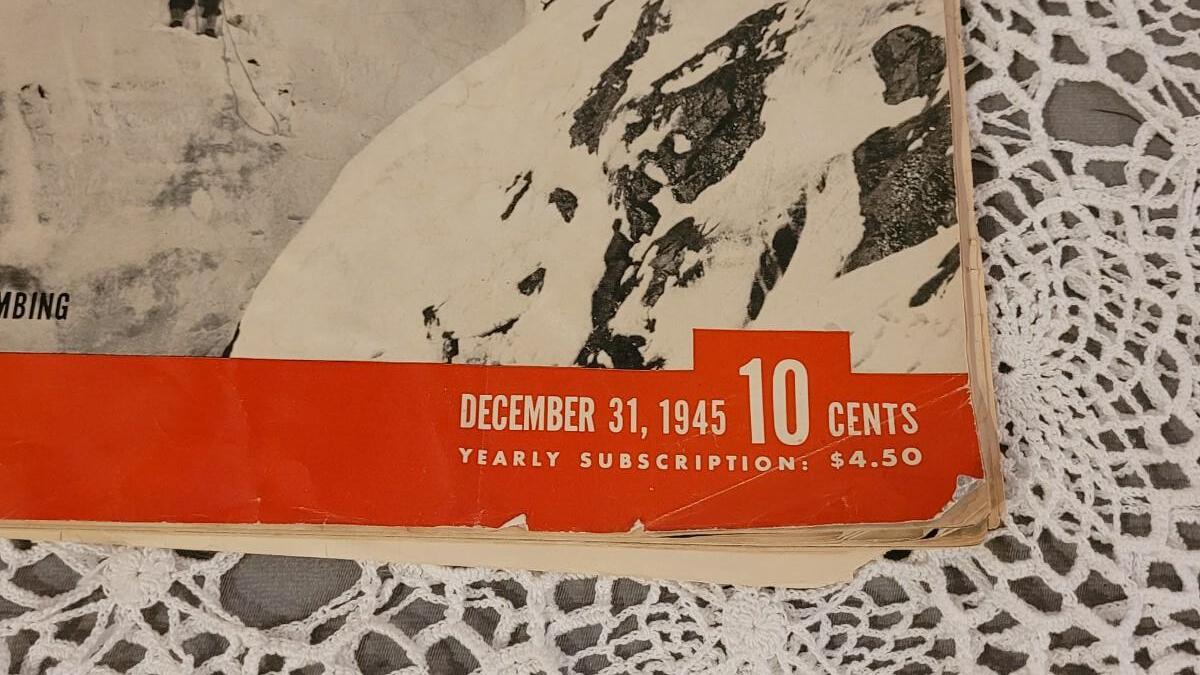 MBING
DECEMBER 31, 1945 10 CENTS
YEARLY SUBSCRIPTION: $4.50